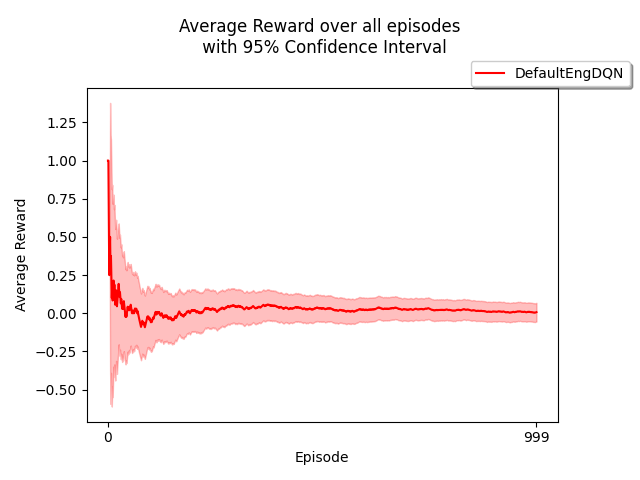 Average Reward over all episodes
with 95% Confidence Interval
DefaultEngDQN
1.25
1.00
0.75
0.50
0.25
0.00
−0.25
−0.50
Average Reward
0
999
Episode